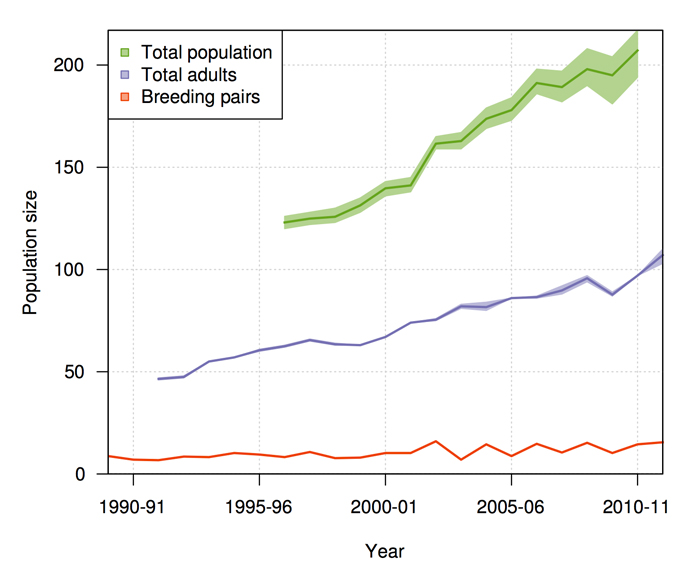 Total population
Total adults
Breeding pairs
200
150
100
50
0
Population size
1990-91 1995-96 2000-01 2005-06 2010-11
Year